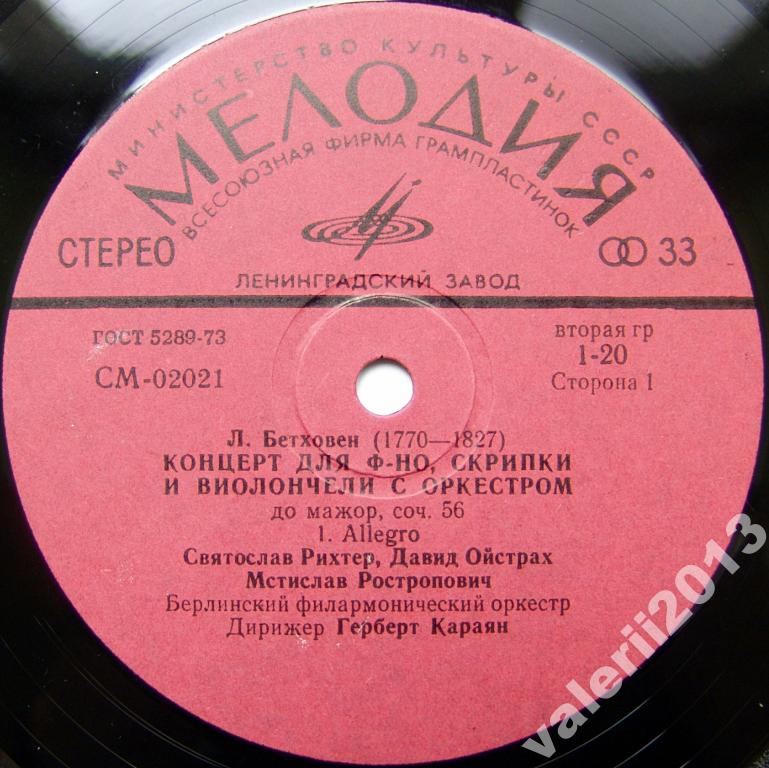 МИНИСТЕРСТВО КУЛЬТУРЫ СССР
МЕЛОДИЯ
ВСЕСОЮЗНАЯ ФИРМА ГРАМПЛАСТИНОК
СТЕРЕО
33
ЛЕНИНГРАДСКИЙ ЗАВОД
ГОСТ 5289-73
вторая гр
1-20
СМ-02021
Сторона 1
Л. Бетховен (1770—1827)
КОНЦЕРТ ДЛЯ Ф-НО, СКРИПКИ
И ВИОЛОНЧЕЛИ С ОРКЕСТРОМ
до мажор, соч. 56
1. Allegro
Святослав Рихтер, Давид Ойстрах
Мстислав Ростропович
Берлинский филармонический оркестр
Дирижер Герберт Караян
valerii2013